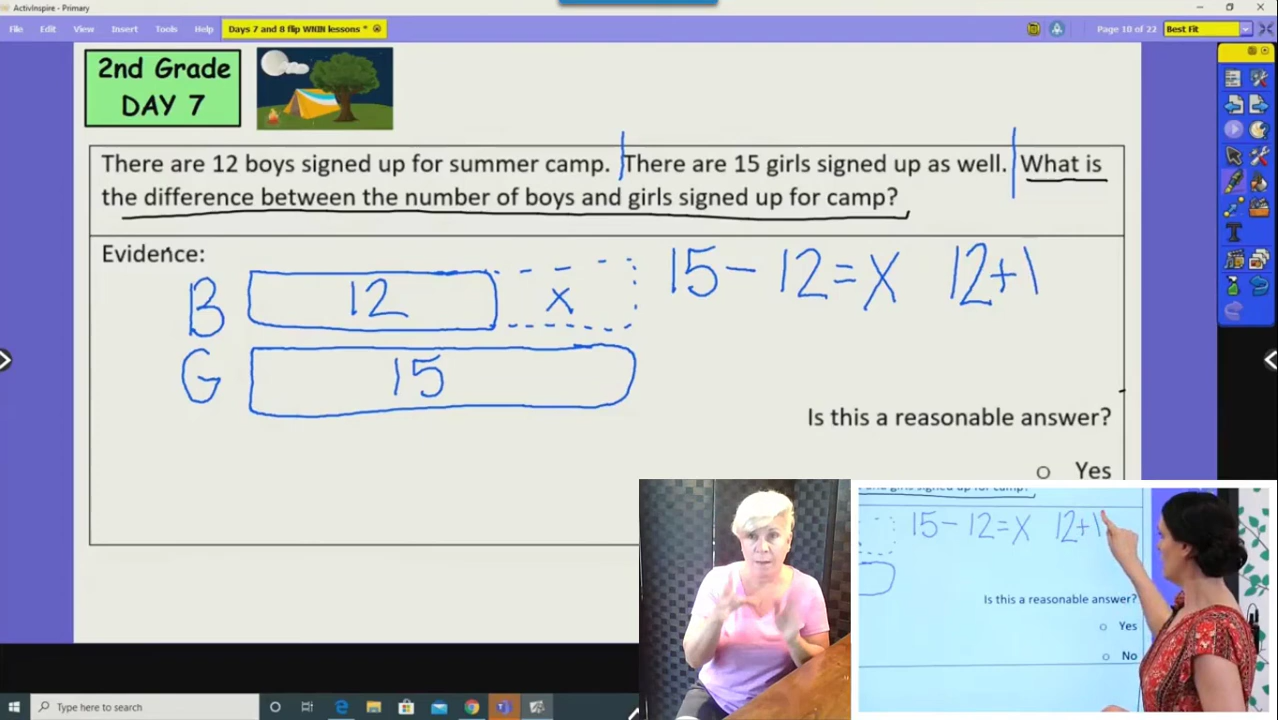 ActivInspire - Primary
File Edit View Insert Tools Help Days 7 and 8 flip WNIN lessons * Page 10 of 22 Best Fit
2nd Grade
DAY 7
There are 12 boys signed up for summer camp. There are 15 girls signed up as well. What is
the difference between the number of boys and girls signed up for camp?
Evidence:
B 12 x 15 - 12 = X 12+1
G 15
Is this a reasonable answer?
Yes
15 - 12 = X 12+1
Is this a reasonable answer?
Yes
No
Type here to search